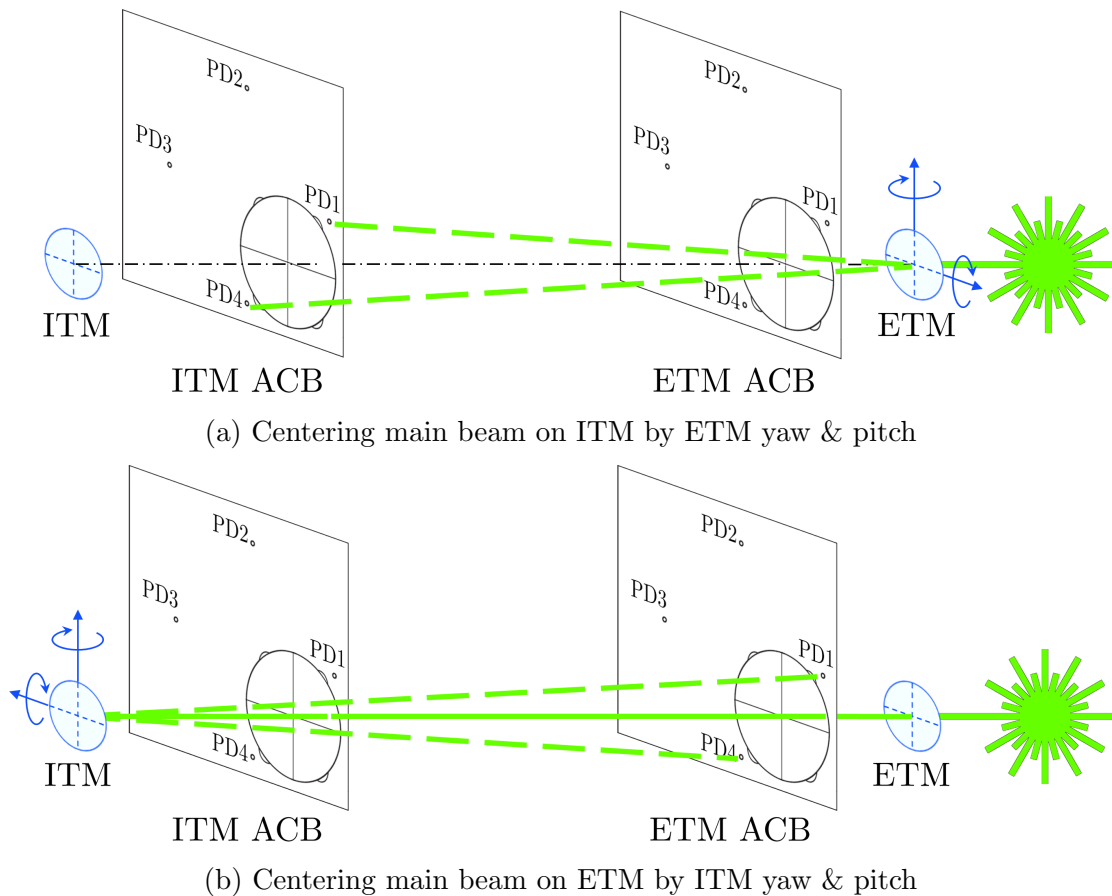 PD2
PD2
PD3
PD3
PD1
PD1
PD4
PD4
ITM
ETM
ITM ACB
ETM ACB
(a) Centering main beam on ITM by ETM yaw & pitch
PD2
PD2
PD3
PD3
PD1
PD1
PD4
PD4
ITM
ETM
ITM ACB
ETM ACB
(b) Centering main beam on ETM by ITM yaw & pitch